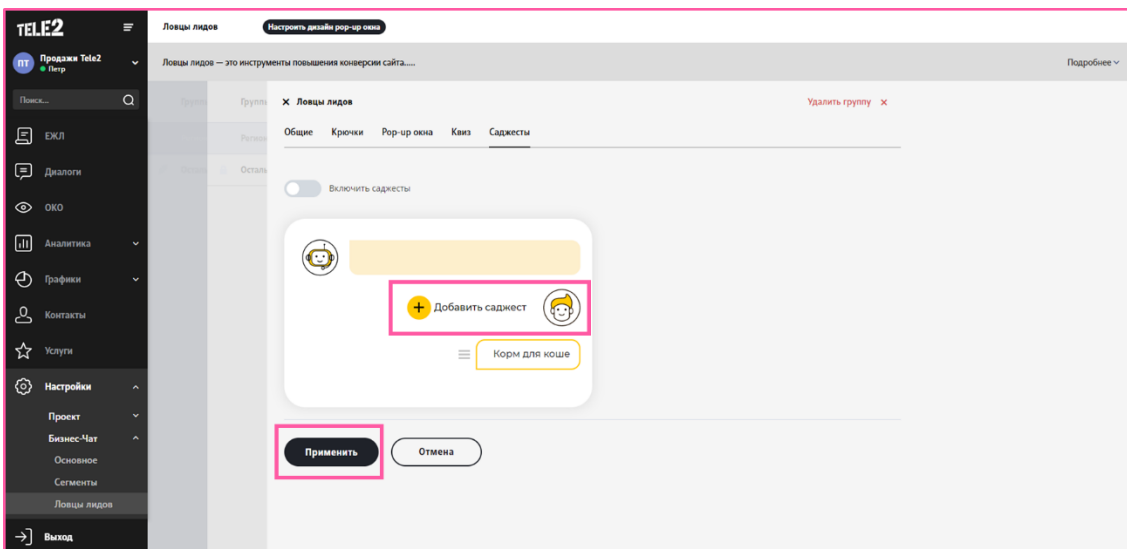 TELE2
Ловцы лидов
Настроить дизайн pop-up окна
ПТ
Продажи Tele2
Петр
Ловцы лидов — это инструменты повышения конверсии сайта.....
Подробнее
Поиск...
ЕЖЛ
Диалоги
ОКО
Аналитика
Графики
Контакты
Услуги
Настройки
Проект
Бизнес-Чат
Основное
Сегменты
Ловцы лидов
Выход
Ловцы лидов
Удалить группу
Общие Крючки Pop-up окна Квиз Саджесты
Включить саджесты
Добавить саджест
Корм для коше
Применить Отмена